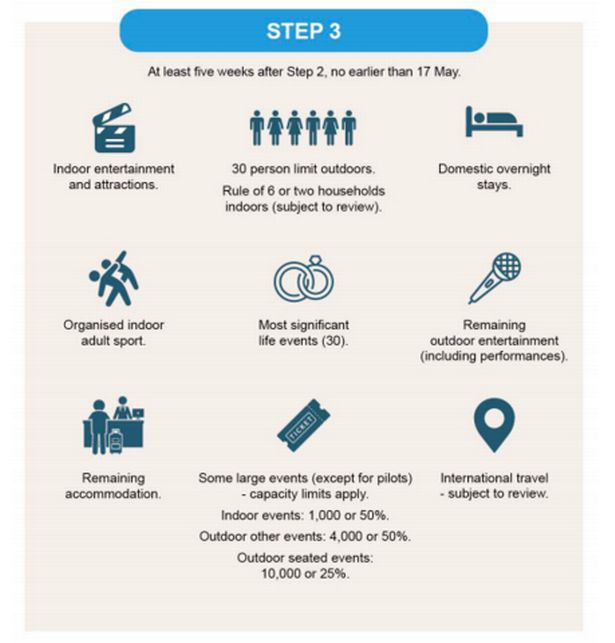 STEP 3
At least five weeks after Step 2, no earlier than 17 May.
Indoor entertainment
and attractions.
30 person limit outdoors.
Rule of 6 or two households
indoors (subject to review).
Domestic overnight
stays.
Organised indoor
adult sport.
Most significant
life events (30).
Remaining
outdoor entertainment
(including performances).
Remaining
accommodation.
TICKET
Some large events (except for pilots)
- capacity limits apply.
Indoor events: 1,000 or 50%.
Outdoor other events: 4,000 or 50%.
Outdoor seated events:
10,000 or 25%.
International travel
- subject to review.